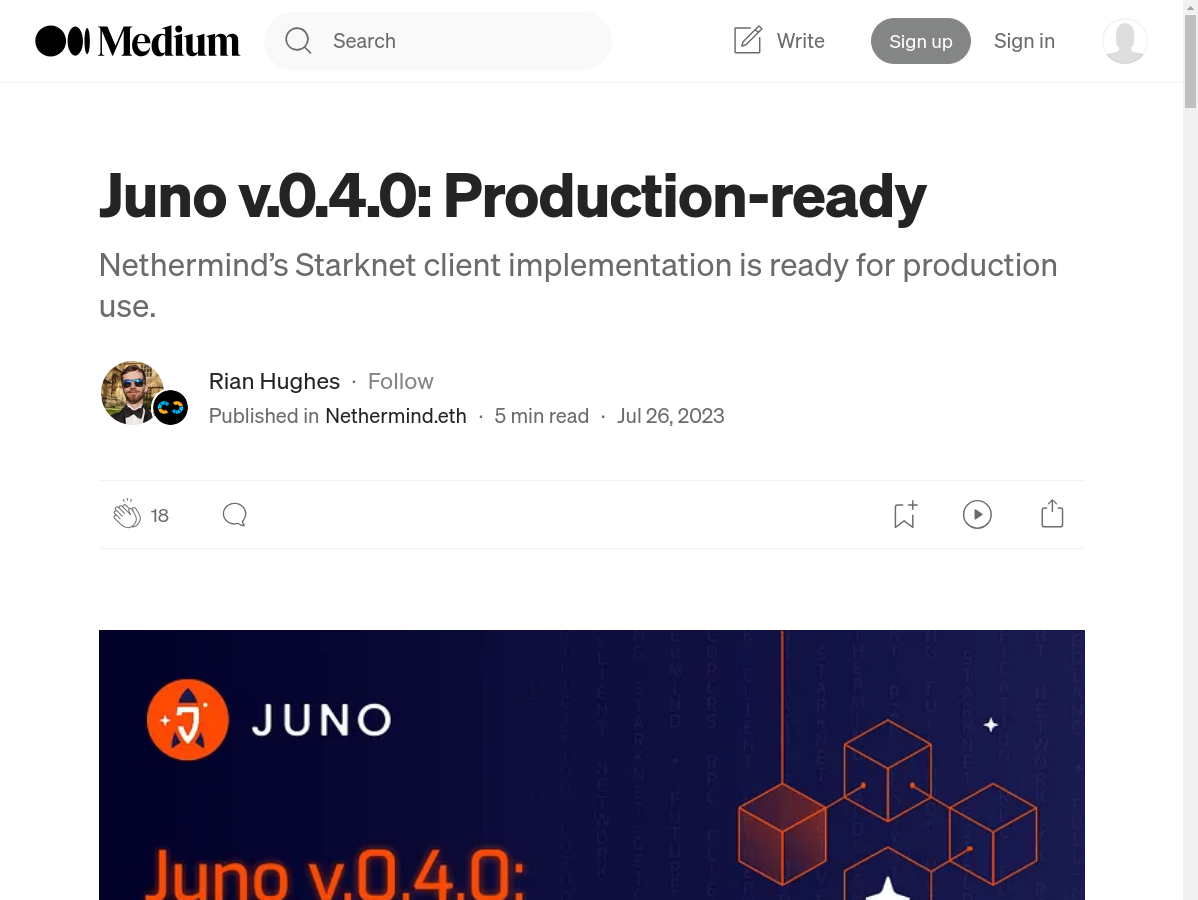 Medium
Search
Write
Sign up
Sign in
Juno v.0.4.0: Production-ready
Nethermind’s Starknet client implementation is ready for production
use.
Rian Hughes · Follow
Published in Nethermind.eth · 5 min read · Jul 26, 2023
18
JUNO
Juno v.0.4.0: